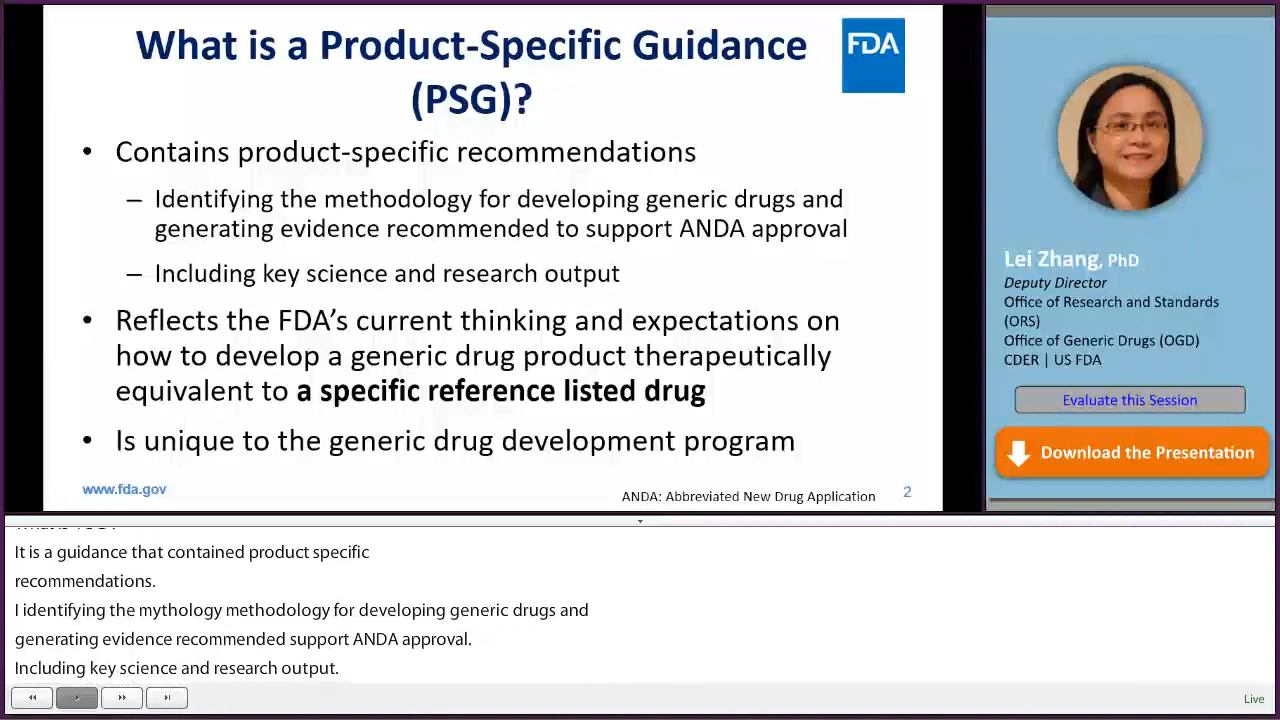 What is a Product-Specific Guidance
(PSG)?
FDA
• Contains product-specific recommendations
– Identifying the methodology for developing generic drugs and
generating evidence recommended to support ANDA approval
– Including key science and research output
• Reflects the FDA's current thinking and expectations on
how to develop a generic drug product therapeutically
equivalent to a specific reference listed drug
• Is unique to the generic drug development program
www.fda.gov
ANDA: Abbreviated New Drug Application
2
Lei Zhang, PhD
Deputy Director
Office of Research and Standards
(ORS)
Office of Generic Drugs (OGD)
CDER | US FDA
Evaluate this Session
Download the Presentation
It is a guidance that contained product specific
recommendations.
I identifying the mythology methodology for developing generic drugs and
generating evidence recommended support ANDA approval.
Including key science and research output.
Live